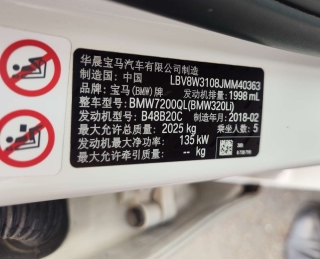 华晨宝马汽车有限公司制造
制造国: 中国 LBV8W3108JMM40363
品牌: 宝马(BMW)牌 发动机排量: 1998 mL
整车型号: BMW7200QL(BMW320Li)
发动机型号: B48B20C 制造年月: 2018-02
最大允许总质量: 2025 kg 乘坐人数: 5
发动机最大净功率: 135 kW
最大允许牵引质量: -- kg